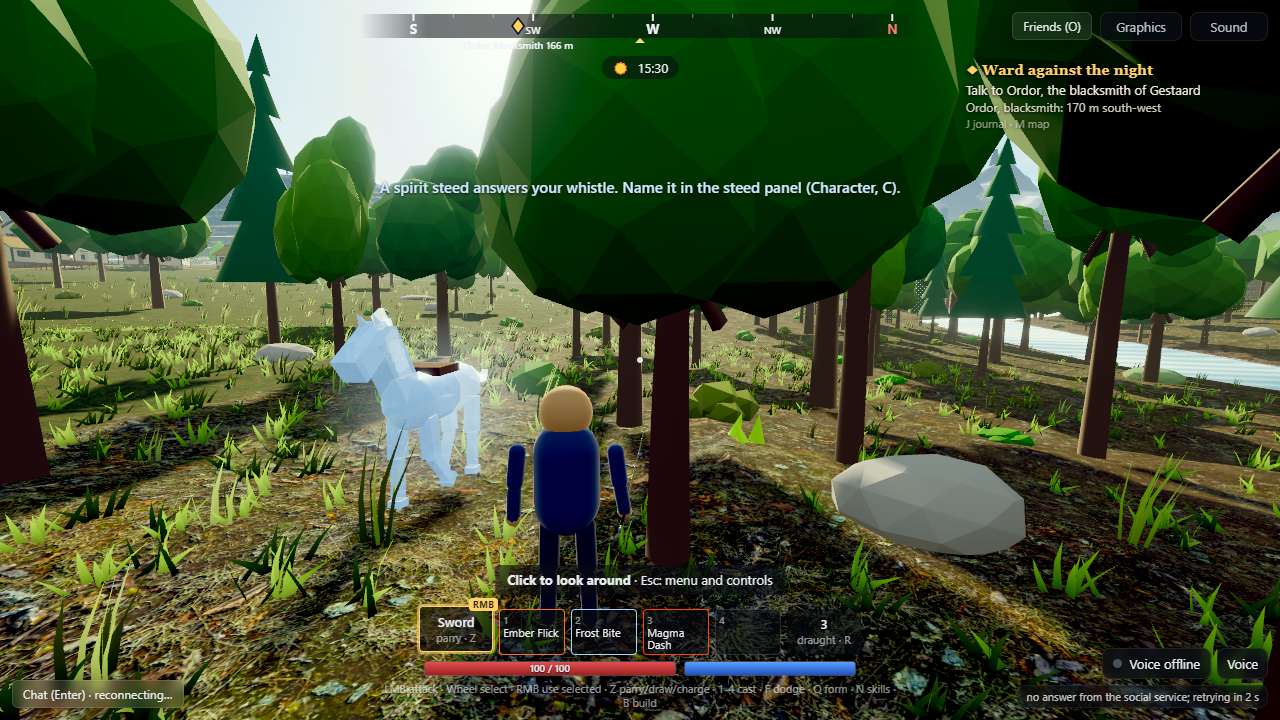 S
SW
W
NW
N
Ordor, blacksmith 166 m
15:30
Friends (O)
Graphics
Sound
Ward against the night
Talk to Ordor, the blacksmith of Gestaard
Ordor, blacksmith: 170 m south-west
J journal · M map
A spirit steed answers your whistle. Name it in the steed panel (Character, C).
Click to look around · Esc: menu and controls
RMB
Sword
parry · Z
1
Ember Flick
2
Frost Bite
3
Magma
Dash
4
3
draught · R
100 / 100
LMB attack · Wheel select · RMB use selected · Z parry/draw/charge · 1-4 cast · F dodge · Q form · N skills ·
B build
Chat (Enter) · reconnecting...
Voice offline
Voice
no answer from the social service; retrying in 2 s